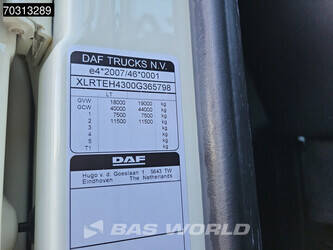 70313289
DAF TRUCKS N.V.
e4*2007/46*0001
XLRTEH4300G365798
LT
GVW 18000 19000 kg
GCW 40000 44000 kg
1 7500 7500 kg
2 11500 11500 kg
3 kg
4 kg
5 kg
T1 kg
DAF
Hugo v. d. Goeslaan 1 5643 TW
Eindhoven The Netherlands
BAS WORLD